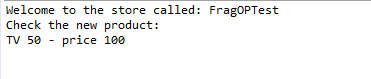 Welcome to the store called: FragOPTest
Check the new product:
TV 50 - price 100